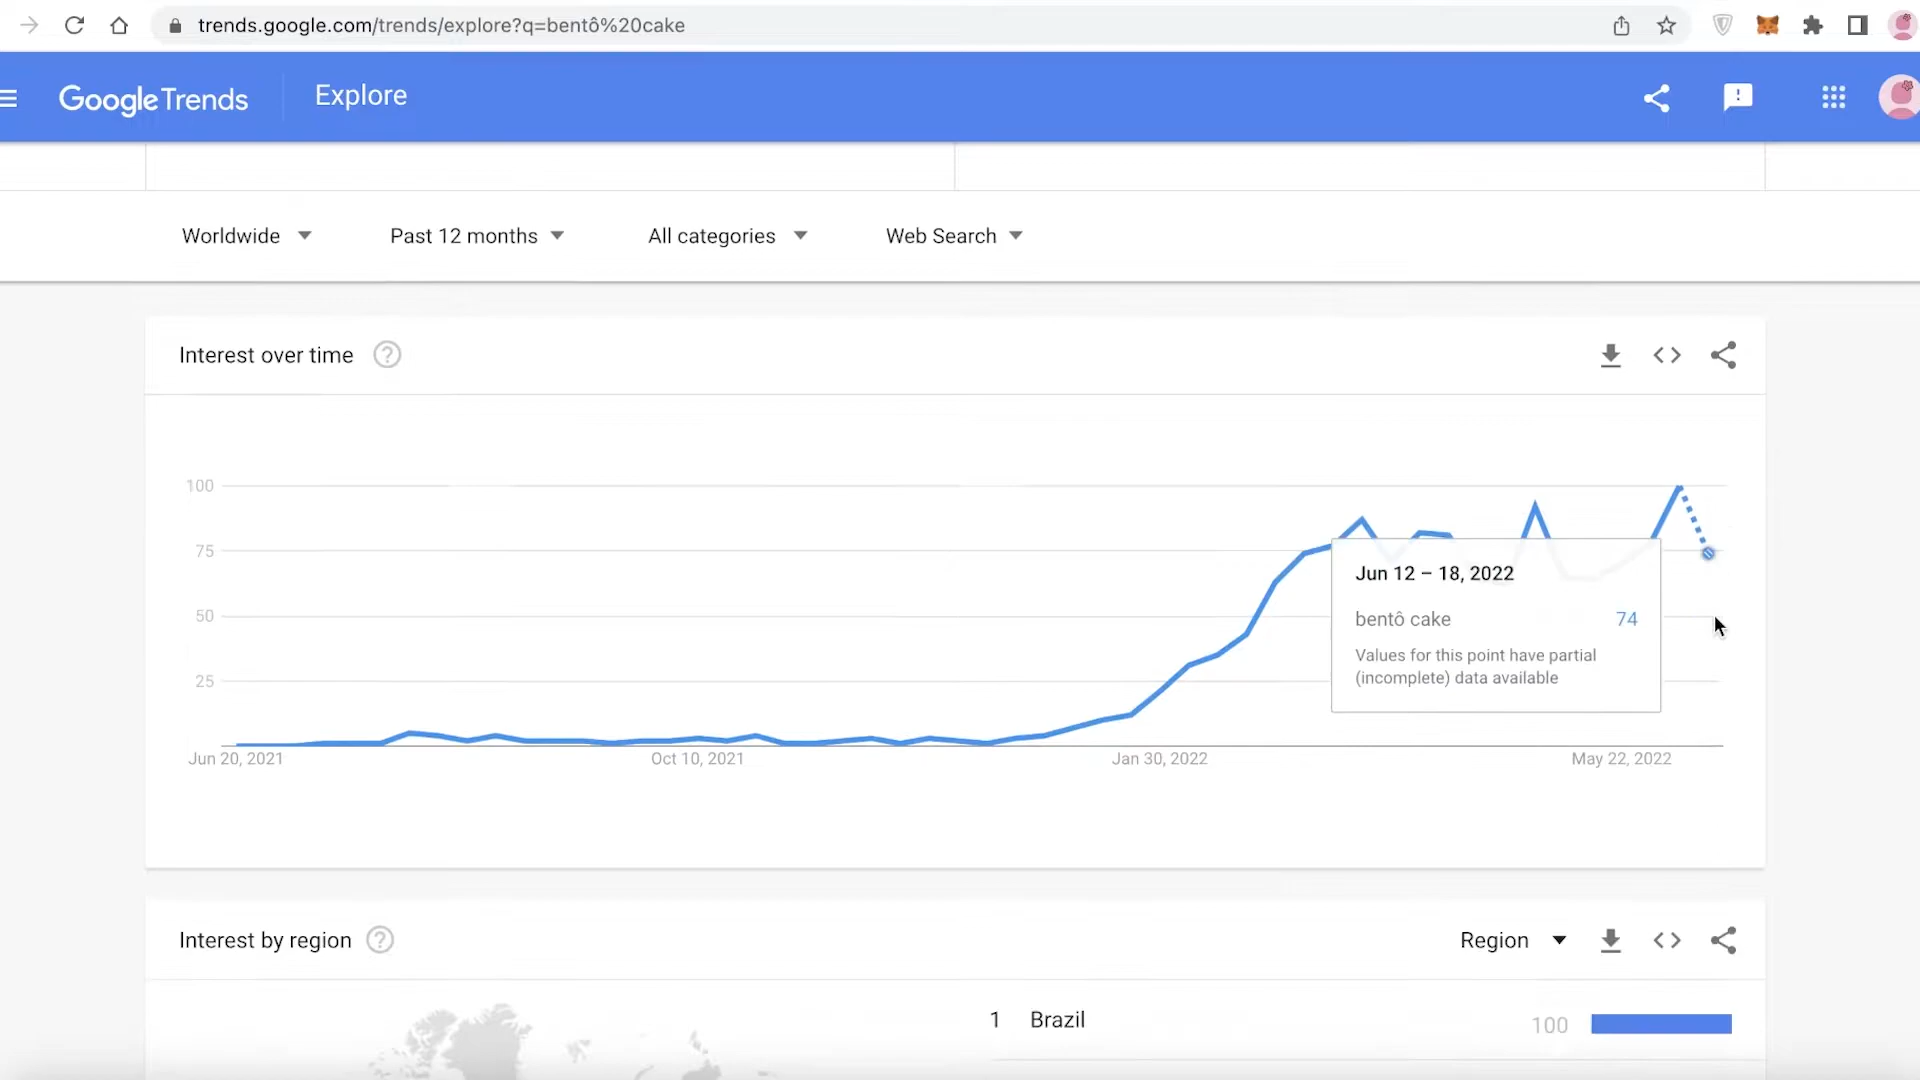 trends.google.com/trends/explore?q=bentô%20cake
Google Trends
Explore
Worldwide
Past 12 months
All categories
Web Search
Interest over time
100
75
50
25
Jun 12 – 18, 2022
bentô cake 74
Values for this point have partial
(incomplete) data available
Jun 20, 2021
Oct 10, 2021
Jan 30, 2022
May 22, 2022
Interest by region
Region
1 Brazil 100